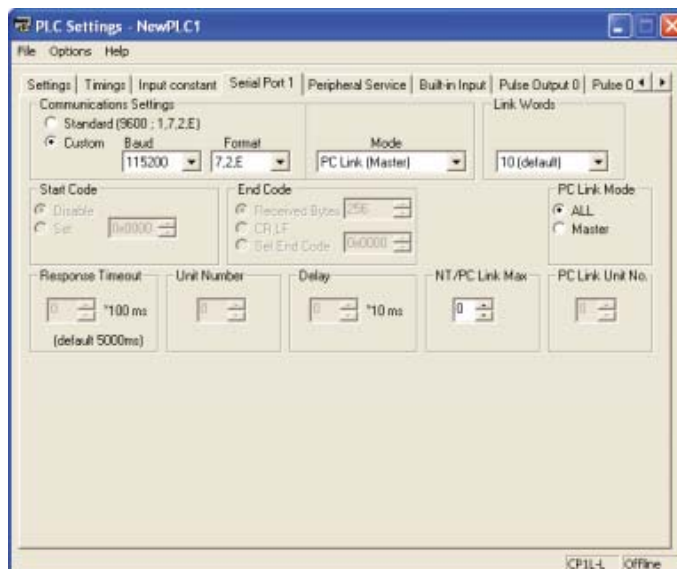 PLC Settings - NewPLC1
File Options Help
Settings Timings Input constant Serial Port 1 Peripheral Service Built-in Input Pulse Output 0 Pulse O
Communications Settings
Link Words
Standard (9600 ; 1,7,2,E)
Custom Baud Format Mode
115200 7,2,E PC Link (Master) 10 (default)
Start Code End Code PC Link Mode
Disable Received Bytes 256 ALL
Set 0x0000 CR,LF Master
Set End Code 0x0000
Response Timeout Unit Number Delay NT/PC Link Max PC Link Unit No.
0 *100 ms 0 0 *10 ms 0 0
(default 5000ms)
CP1L-L Offline